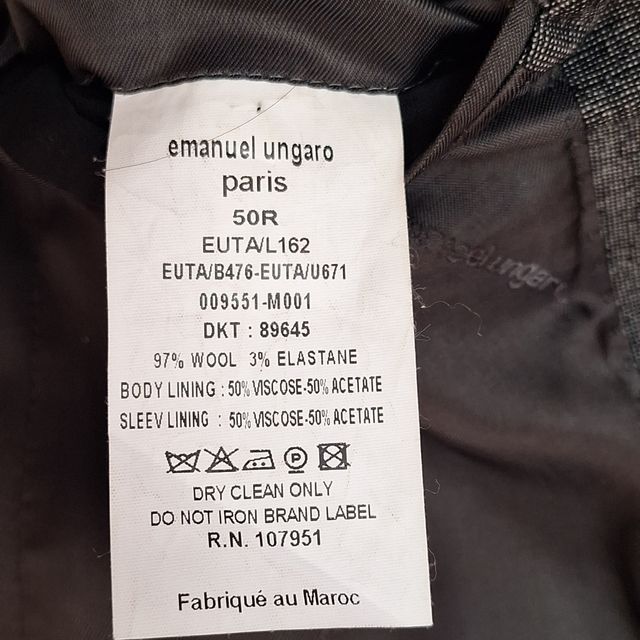 emanuel ungaro
paris
50R
EUTA/L162
EUTA/B476-EUTA/U671
009551-M001
DKT : 89645
97% WOOL 3% ELASTANE
BODY LINING : 50% VISCOSE-50% ACETATE
SLEEV LINING : 50% VISCOSE-50% ACETATE
P
DRY CLEAN ONLY
DO NOT IRON BRAND LABEL
R.N. 107951
Fabriqué au Maroc